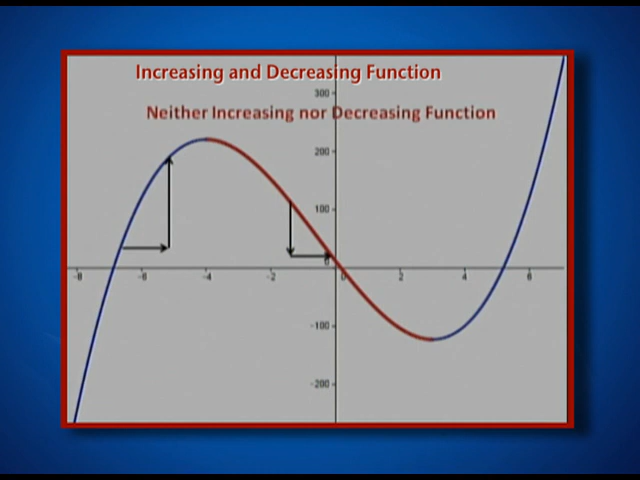 Increasing and Decreasing Function
300
Neither Increasing nor Decreasing Function
200
100
0
-8 -6 -4 -2 0 2 4 6
-100
-200